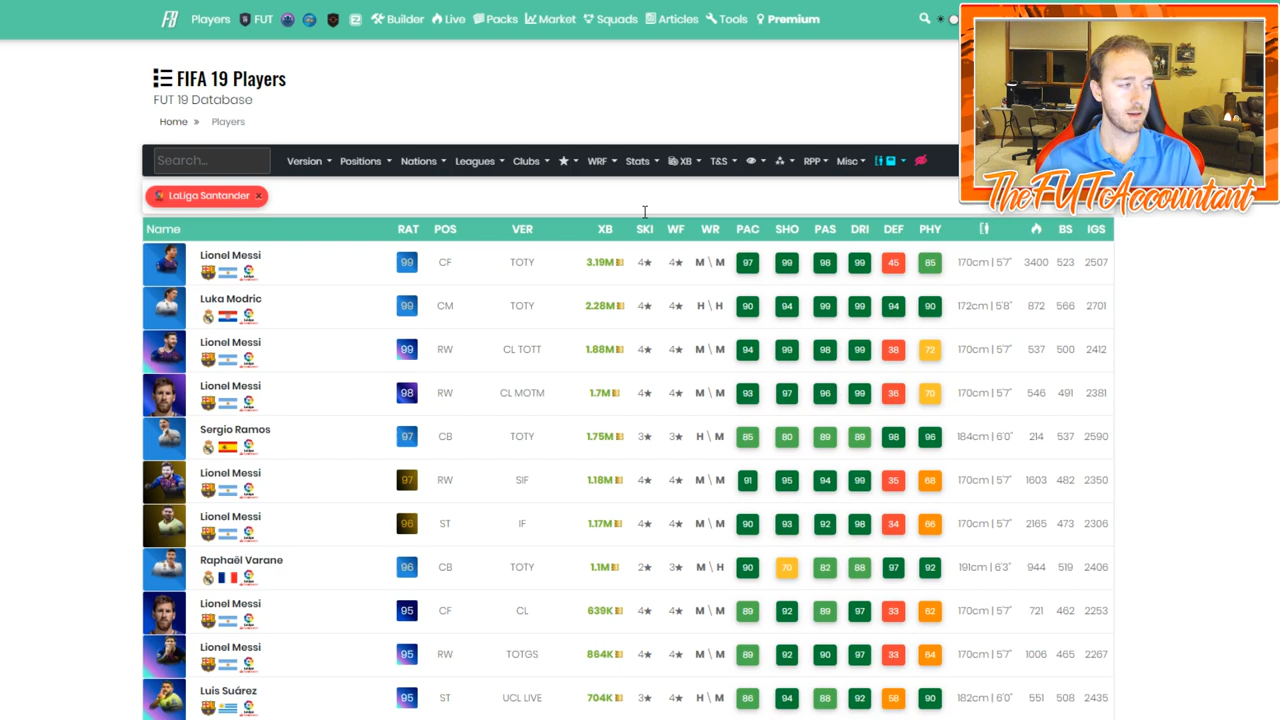 F8 Players FUT Builder Live Packs Market Squads Articles Tools Premium
FIFA 19 Players
FUT 19 Database
Home » Players
Search... Version Positions Nations Leagues Clubs WRF Stats XB T&S RPP Misc
LaLiga Santander ×
TheFUTAccountant
Name RAT POS VER XB SKI WF WR PAC SHO PAS DRI DEF PHY BS IGS
Lionel Messi 99 CF TOTY 3.19M 4★ 4★ M \ M 97 99 98 99 45 85 170cm | 5'7" 3400 523 2507
Luka Modric 99 CM TOTY 2.28M 4★ 4★ H \ H 90 94 99 99 94 90 172cm | 5'8" 872 566 2701
Lionel Messi 99 RW CL TOTT 1.88M 4★ 4★ M \ M 94 99 98 99 38 72 170cm | 5'7" 537 500 2412
Lionel Messi 98 RW CL MOTM 1.7M 4★ 4★ M \ M 93 97 96 99 36 70 170cm | 5'7" 546 491 2381
Sergio Ramos 97 CB TOTY 1.75M 3★ 3★ H \ M 85 80 89 89 98 96 184cm | 6'0" 214 537 2590
Lionel Messi 97 RW SIF 1.18M 4★ 4★ M \ M 91 95 94 99 35 68 170cm | 5'7" 1603 482 2350
Lionel Messi 96 ST IF 1.17M 4★ 4★ M \ M 90 93 92 98 34 66 170cm | 5'7" 2165 473 2306
Raphaël Varane 96 CB TOTY 1.1M 2★ 3★ M \ H 90 70 82 88 97 92 191cm | 6'3" 944 519 2406
Lionel Messi 95 CF CL 639K 4★ 4★ M \ M 89 92 89 97 33 62 170cm | 5'7" 721 462 2253
Lionel Messi 95 RW TOTGS 864K 4★ 4★ M \ M 89 92 90 97 33 64 170cm | 5'7" 1006 465 2267
Luis Suárez 95 ST UCL LIVE 704K 3★ 4★ H \ M 86 94 88 92 58 90 182cm | 6'0" 551 508 2435